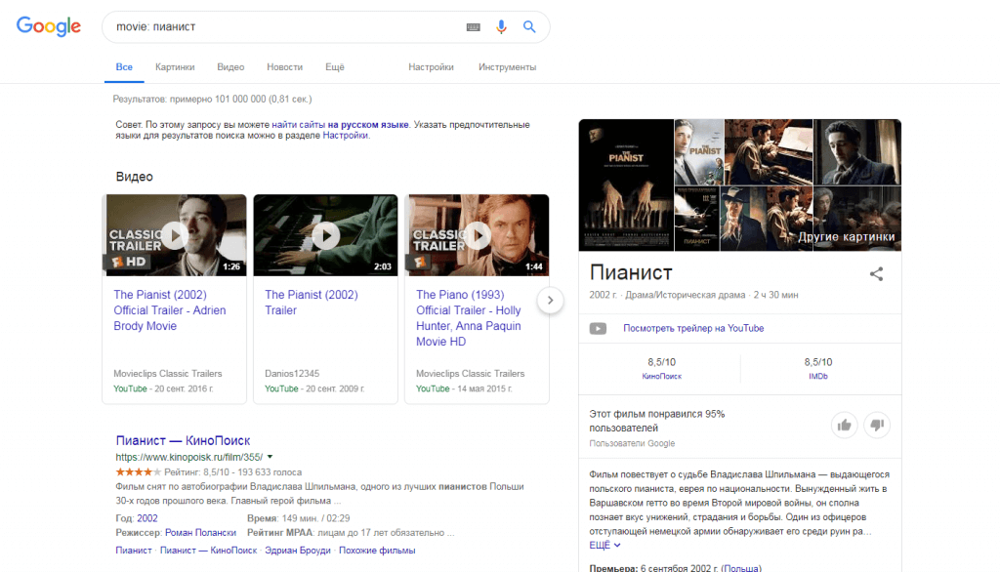 Google
movie: пианист
Все Картинки Видео Новости Ещё Настройки Инструменты
Результатов: примерно 101 000 000 (0,81 сек.)
Совет. По этому запросу вы можете найти сайты на русском языке. Указать предпочтительные
языки для результатов поиска можно в разделе Настройки.
Видео
CLASSIC
TRAILER
HD
1:26
2:03
CLASSIC
TRAILER
1:44
The Pianist (2002)
Official Trailer - Adrien
Brody Movie
Movieclips Classic Trailers
YouTube - 20 сент. 2016 г.
The Pianist (2002)
Trailer
Danios12345
YouTube - 20 сент. 2009 г.
The Piano (1993)
Official Trailer - Holly
Hunter, Anna Paquin
Movie HD
Movieclips Classic Trailers
YouTube - 14 мая 2015 г.
Пианист — КиноПоиск
https://www.kinopoisk.ru/film/355/
Рейтинг: 8,5/10 - 193 633 голоса
Фильм снят по автобиографии Владислава Шпильмана, одного из лучших пианистов Польши
30-х годов прошлого века. Главный герой фильма ...
Год: 2002 Время: 149 мин. / 02:29
Режиссер: Роман Полански Рейтинг MPAA: лицам до 17 лет обязательно ...
Пианист · Пианист — КиноПоиск · Эдриан Броуди · Похожие фильмы
THE
PIANIST
THE
PIANIST
ПИАНИСТ
Другие картинки
Пианист
2002 г. · Драма/Историческая драма · 2 ч 30 мин
Посмотреть трейлер на YouTube
8,5/10
КиноПоиск
8,5/10
IMDb
Этот фильм понравился 95%
пользователей
Пользователи Google
Фильм повествует о судьбе Владислава Шпильмана — выдающегося
польского пианиста, еврея по национальности. Вынужденный жить в
Варшавском гетто во время Второй мировой войны, он сполна
познает вкус унижений, страдания и борьбы. Один из офицеров
отступающей немецкой армии обнаруживает его среди руин ра...
ЕЩЁ
Премьера: 6 сентября 2002 г. (Польша)